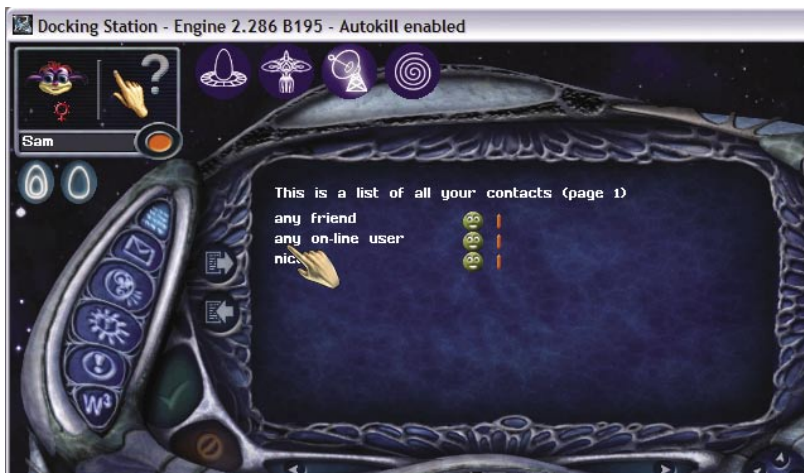 Docking Station - Engine 2.286 B195 - Autokill enabled
Sam
This is a list of all your contacts (page 1)
any friend
any on-line user
W³